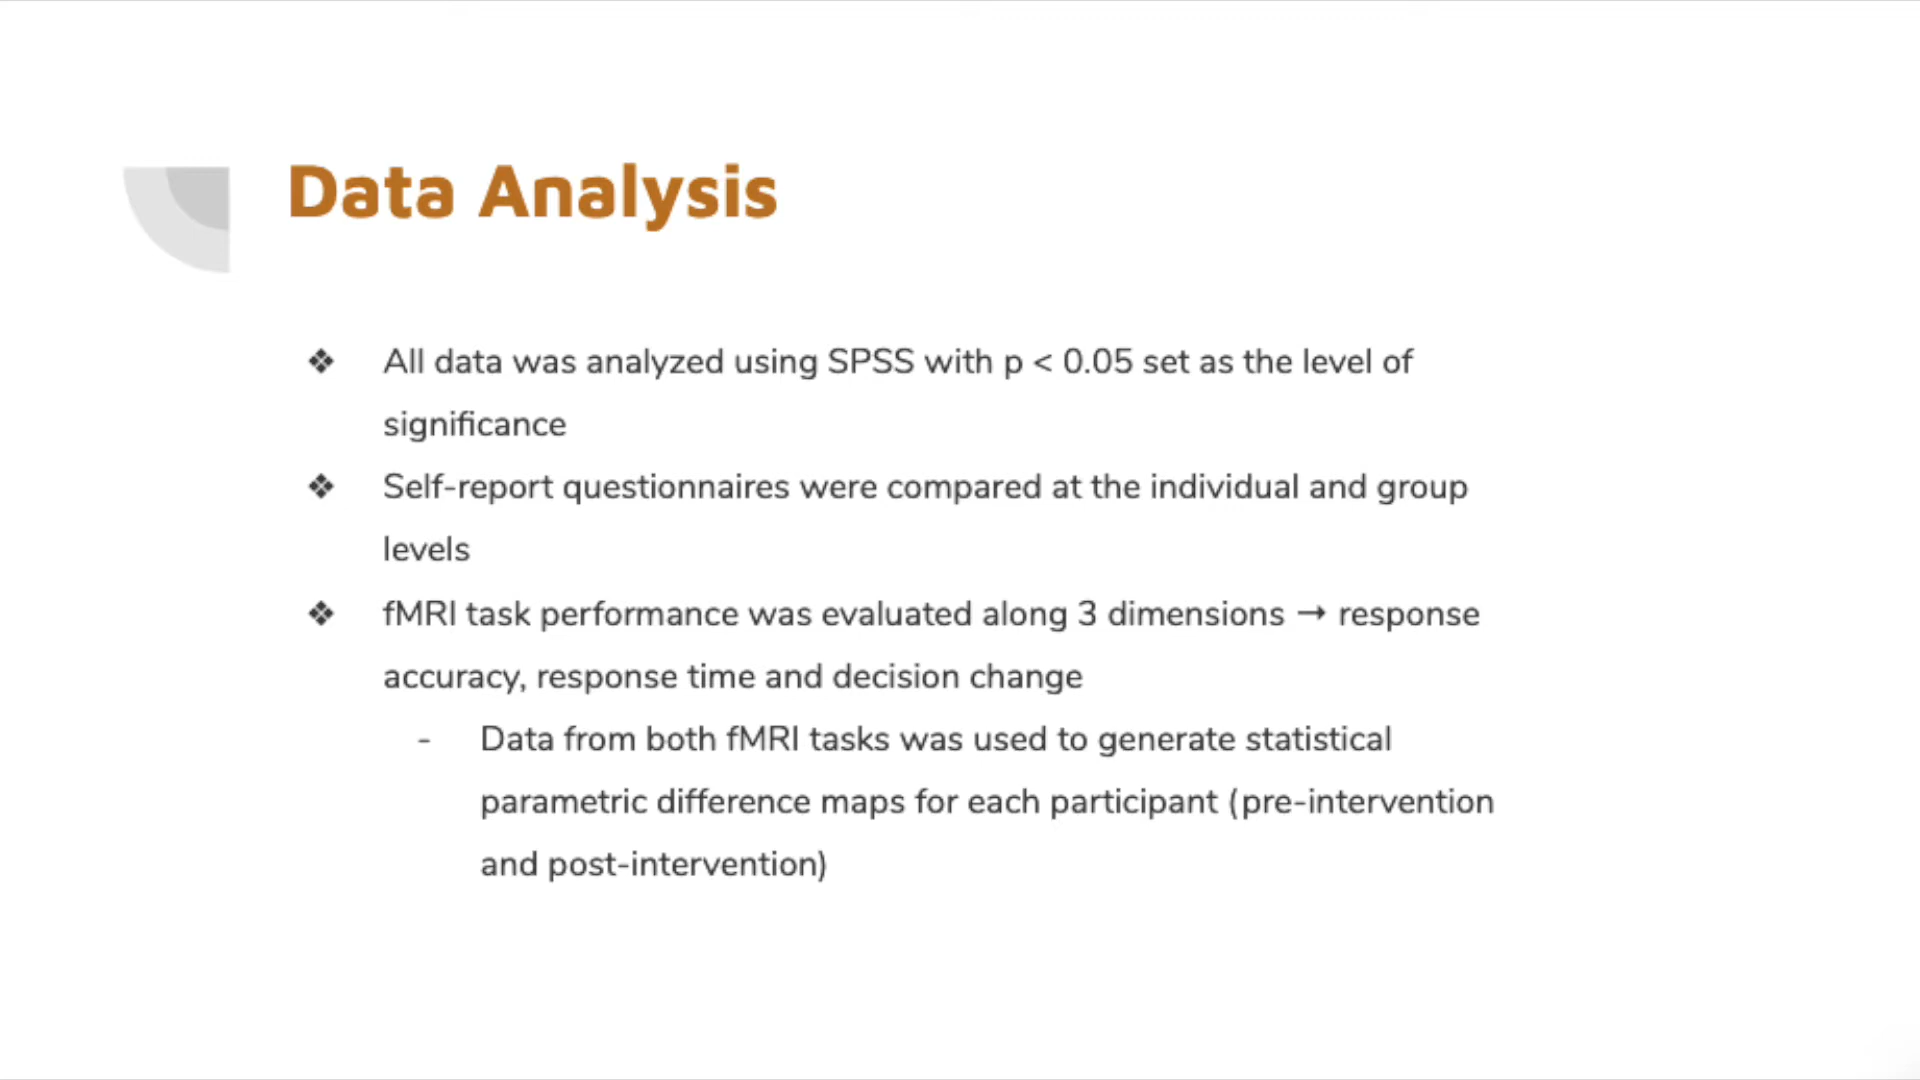 Data Analysis
❖ All data was analyzed using SPSS with p < 0.05 set as the level of
significance
❖ Self-report questionnaires were compared at the individual and group
levels
❖ fMRI task performance was evaluated along 3 dimensions → response
accuracy, response time and decision change
- Data from both fMRI tasks was used to generate statistical
parametric difference maps for each participant (pre-intervention
and post-intervention)